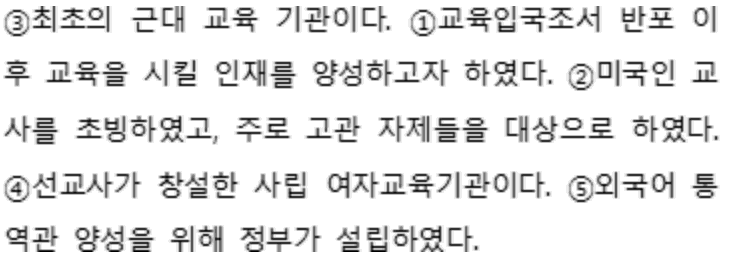 ③최초의 근대 교육 기관이다. ①교육입국조서 반포 이
후 교육을 시킬 인재를 양성하고자 하였다. ②미국인 교
사를 초빙하였고, 주로 고관 자제들을 대상으로 하였다.
④선교사가 창설한 사립 여자교육기관이다. ⑤외국어 통
역관 양성을 위해 정부가 설립하였다.